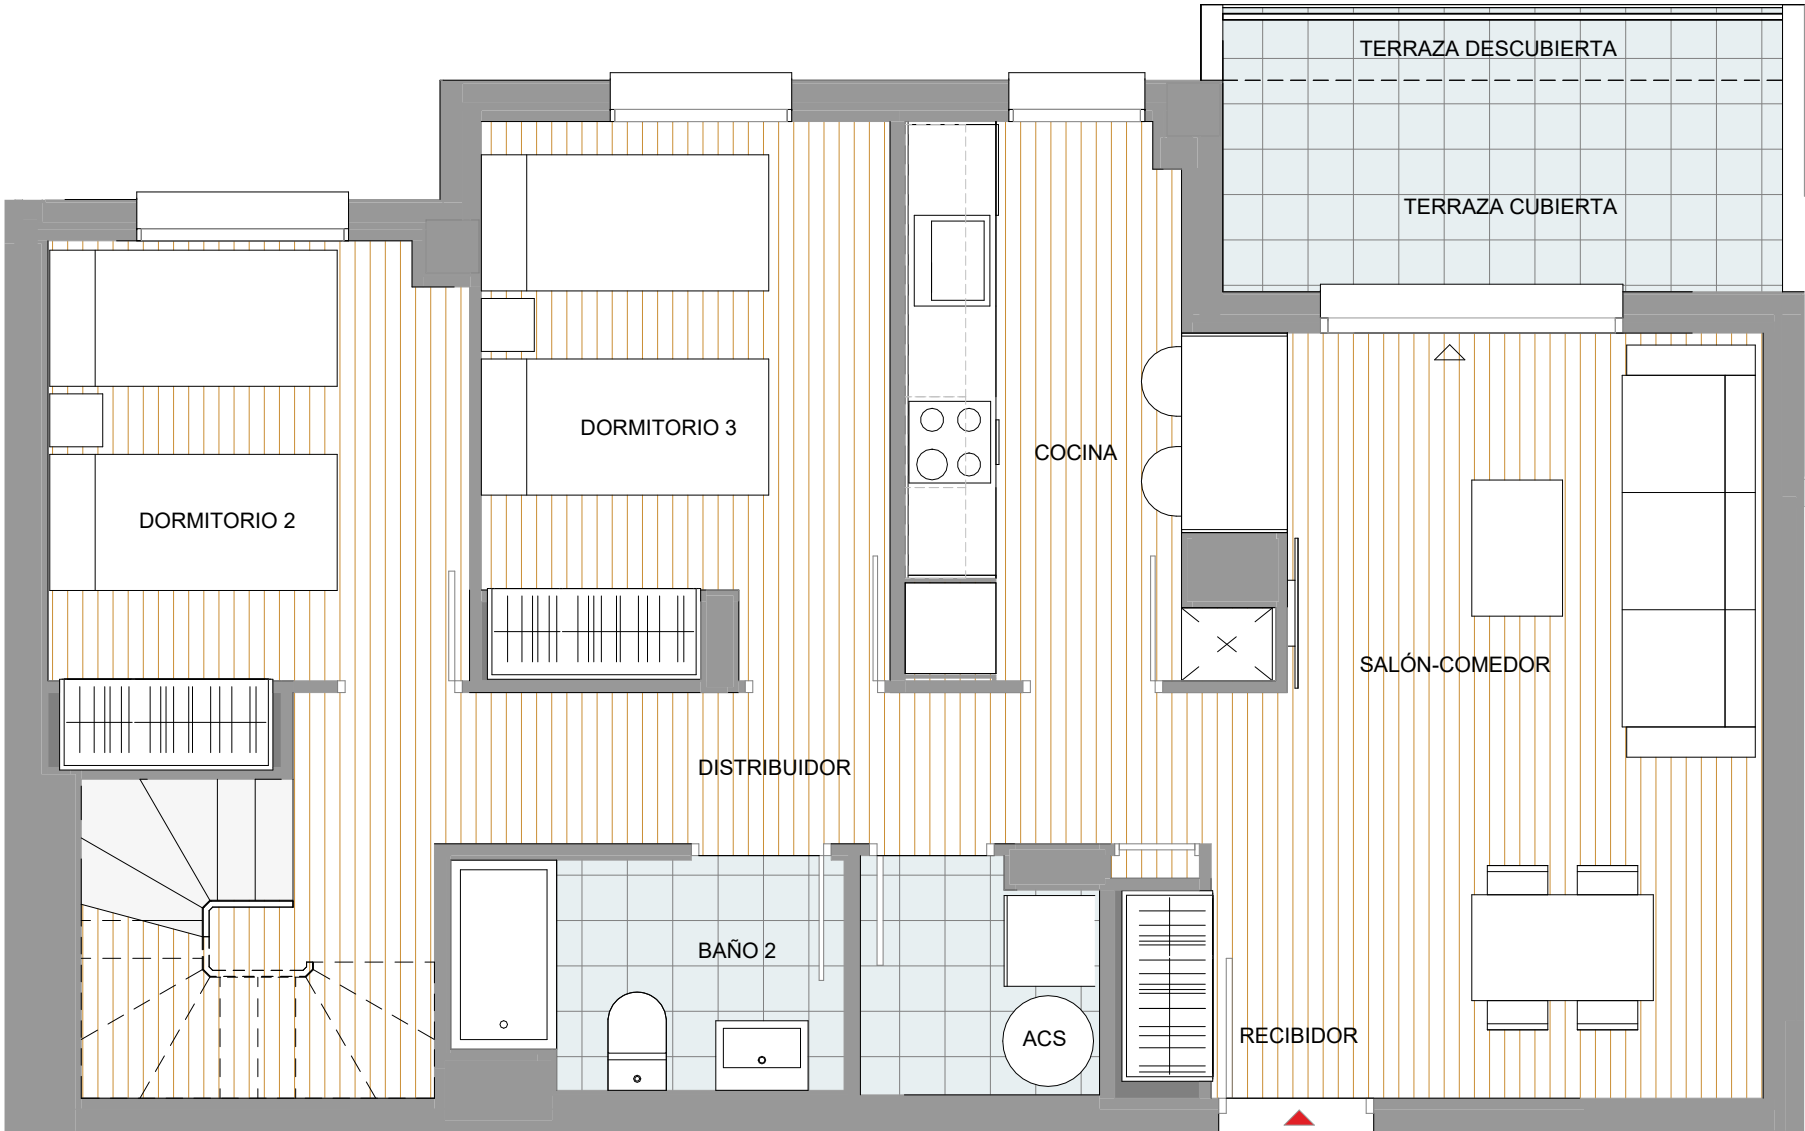 TERRAZA DESCUBIERTA
TERRAZA CUBIERTA
DORMITORIO 3
COCINA
DORMITORIO 2
SALÓN-COMEDOR
DISTRIBUIDOR
BAÑO 2
ACS
RECIBIDOR